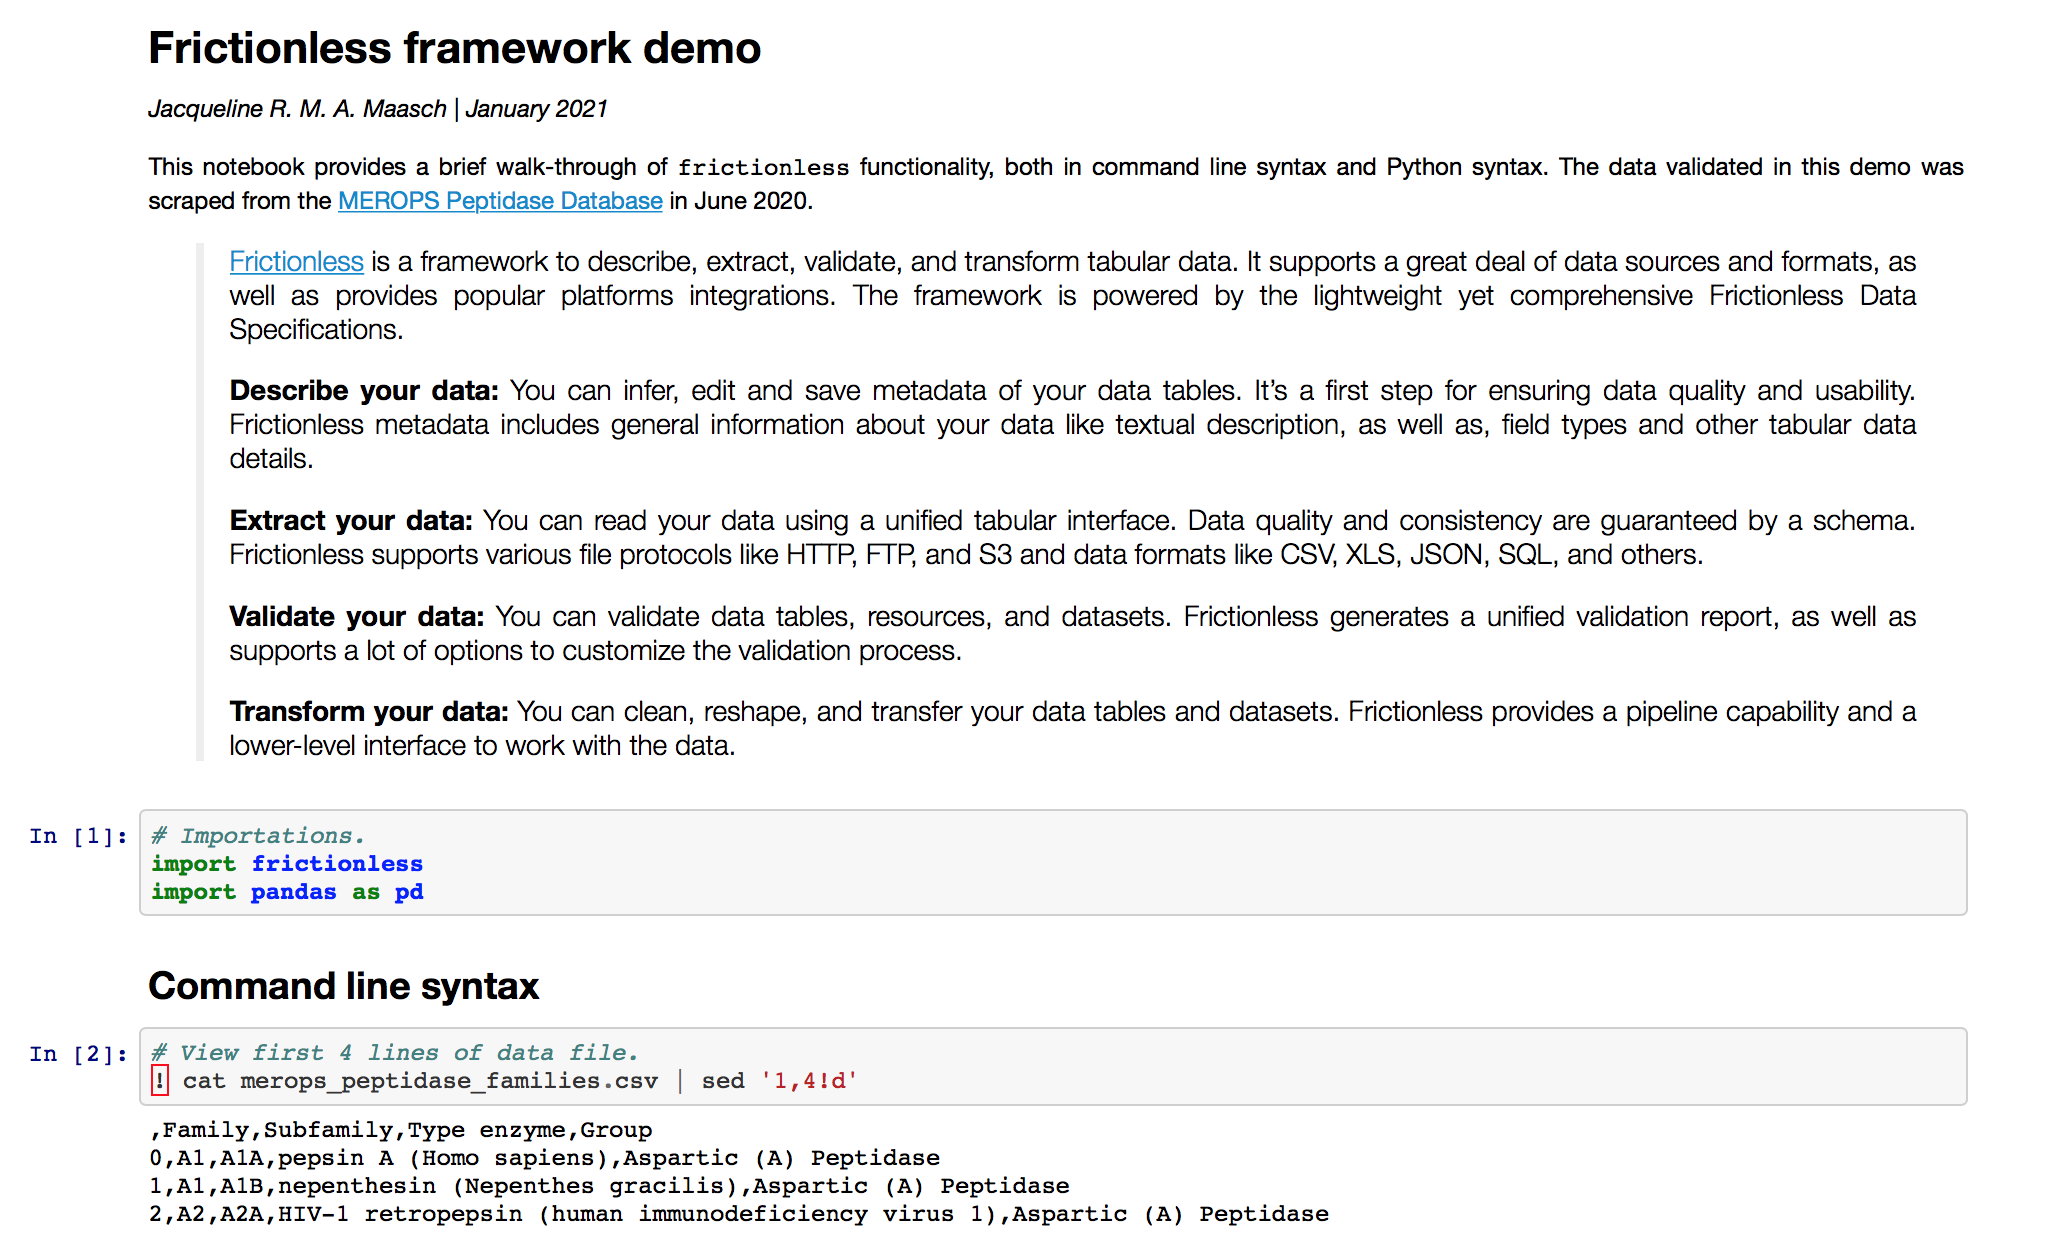 Frictionless framework demo
Jacqueline R. M. A. Maasch | January 2021
This notebook provides a brief walk-through of frictionless functionality, both in command line syntax and Python syntax. The data validated in this demo was
scraped from the MEROPS Peptidase Database in June 2020.
Frictionless is a framework to describe, extract, validate, and transform tabular data. It supports a great deal of data sources and formats, as
well as provides popular platforms integrations. The framework is powered by the lightweight yet comprehensive Frictionless Data
Specifications.
Describe your data: You can infer, edit and save metadata of your data tables. It’s a first step for ensuring data quality and usability.
Frictionless metadata includes general information about your data like textual description, as well as, field types and other tabular data
details.
Extract your data: You can read your data using a unified tabular interface. Data quality and consistency are guaranteed by a schema.
Frictionless supports various file protocols like HTTP, FTP, and S3 and data formats like CSV, XLS, JSON, SQL, and others.
Validate your data: You can validate data tables, resources, and datasets. Frictionless generates a unified validation report, as well as
supports a lot of options to customize the validation process.
Transform your data: You can clean, reshape, and transfer your data tables and datasets. Frictionless provides a pipeline capability and a
lower-level interface to work with the data.
In [1]: # Importations.
import frictionless
import pandas as pd
Command line syntax
In [2]: # View first 4 lines of data file.
! cat merops_peptidase_families.csv | sed '1,4!d'
,Family,Subfamily,Type enzyme,Group
0,A1,A1A,pepsin A (Homo sapiens),Aspartic (A) Peptidase
1,A1,A1B,nepenthesin (Nepenthes gracilis),Aspartic (A) Peptidase
2,A2,A2A,HIV-1 retropepsin (human immunodeficiency virus 1),Aspartic (A) Peptidase